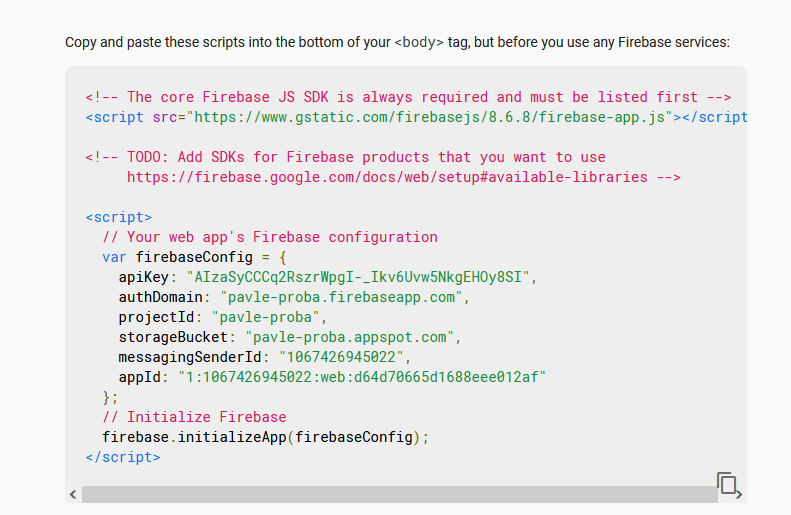 Copy and paste these scripts into the bottom of your <body> tag, but before you use any Firebase services:
<!-- The core Firebase JS SDK is always required and must be listed first -->
<script src="https://www.gstatic.com/firebasejs/8.6.8/firebase-app.js"></script
<!-- TODO: Add SDKs for Firebase products that you want to use
https://firebase.google.com/docs/web/setup#available-libraries -->
<script>
// Your web app's Firebase configuration
var firebaseConfig = {
apiKey: "AIzaSyCCCq2RszrWpgI-_Ikv6Uvw5NkgEHOy8SI",
authDomain: "pavle-proba.firebaseapp.com",
projectId: "pavle-proba",
storageBucket: "pavle-proba.appspot.com",
messagingSenderId: "1067426945022",
appId: "1:1067426945022:web:d64d70665d1688eee012af"
};
// Initialize Firebase
firebase.initializeApp(firebaseConfig);
</script>